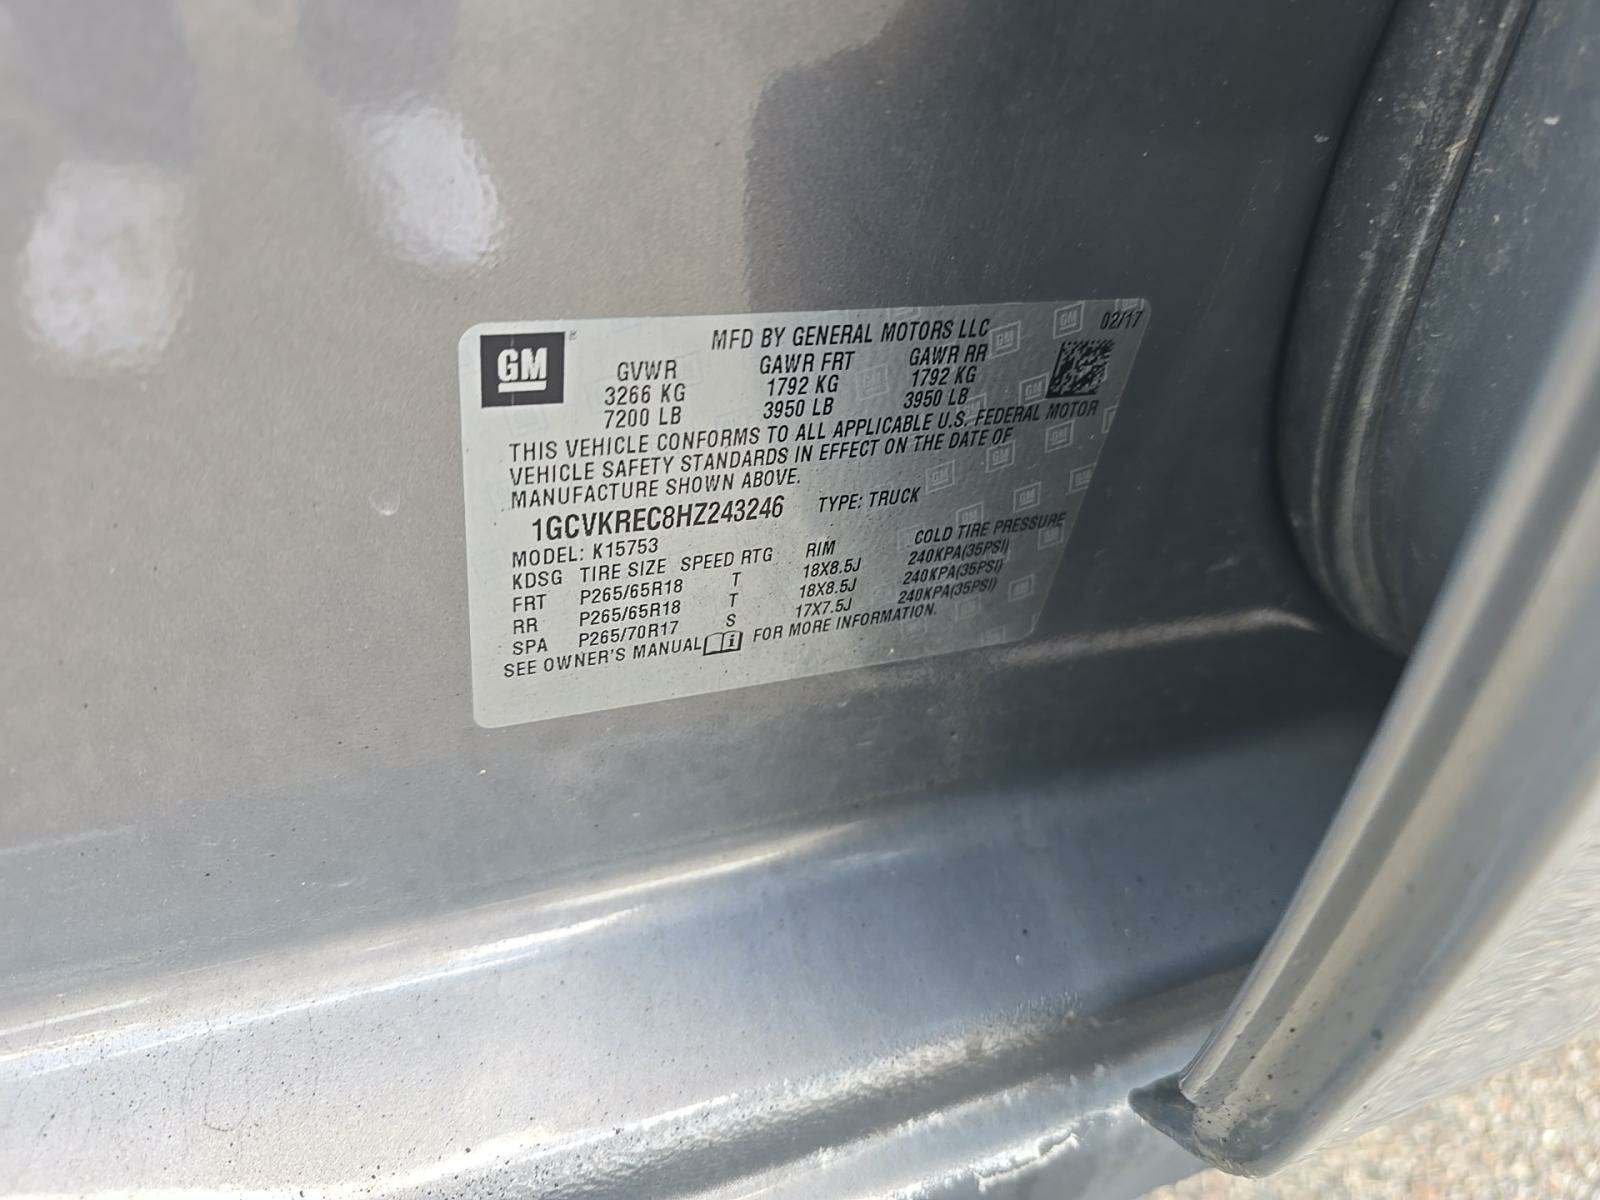 GM
MFD BY GENERAL MOTORS LLC 02/17
GVWR GAWR FRT GAWR RR
3266 KG 1792 KG 1792 KG
7200 LB 3950 LB 3950 LB
THIS VEHICLE CONFORMS TO ALL APPLICABLE U.S. FEDERAL MOTOR
VEHICLE SAFETY STANDARDS IN EFFECT ON THE DATE OF
MANUFACTURE SHOWN ABOVE.
1GCVKREC8HZ243246 TYPE: TRUCK
MODEL: K15753
KDSG TIRE SIZE SPEED RTG RIM COLD TIRE PRESSURE
FRT P265/65R18 T 18X8.5J 240KPA(35PSI)
RR P265/65R18 T 18X8.5J 240KPA(35PSI)
SPA P265/70R17 S 17X7.5J 240KPA(35PSI)
SEE OWNER'S MANUAL FOR MORE INFORMATION.